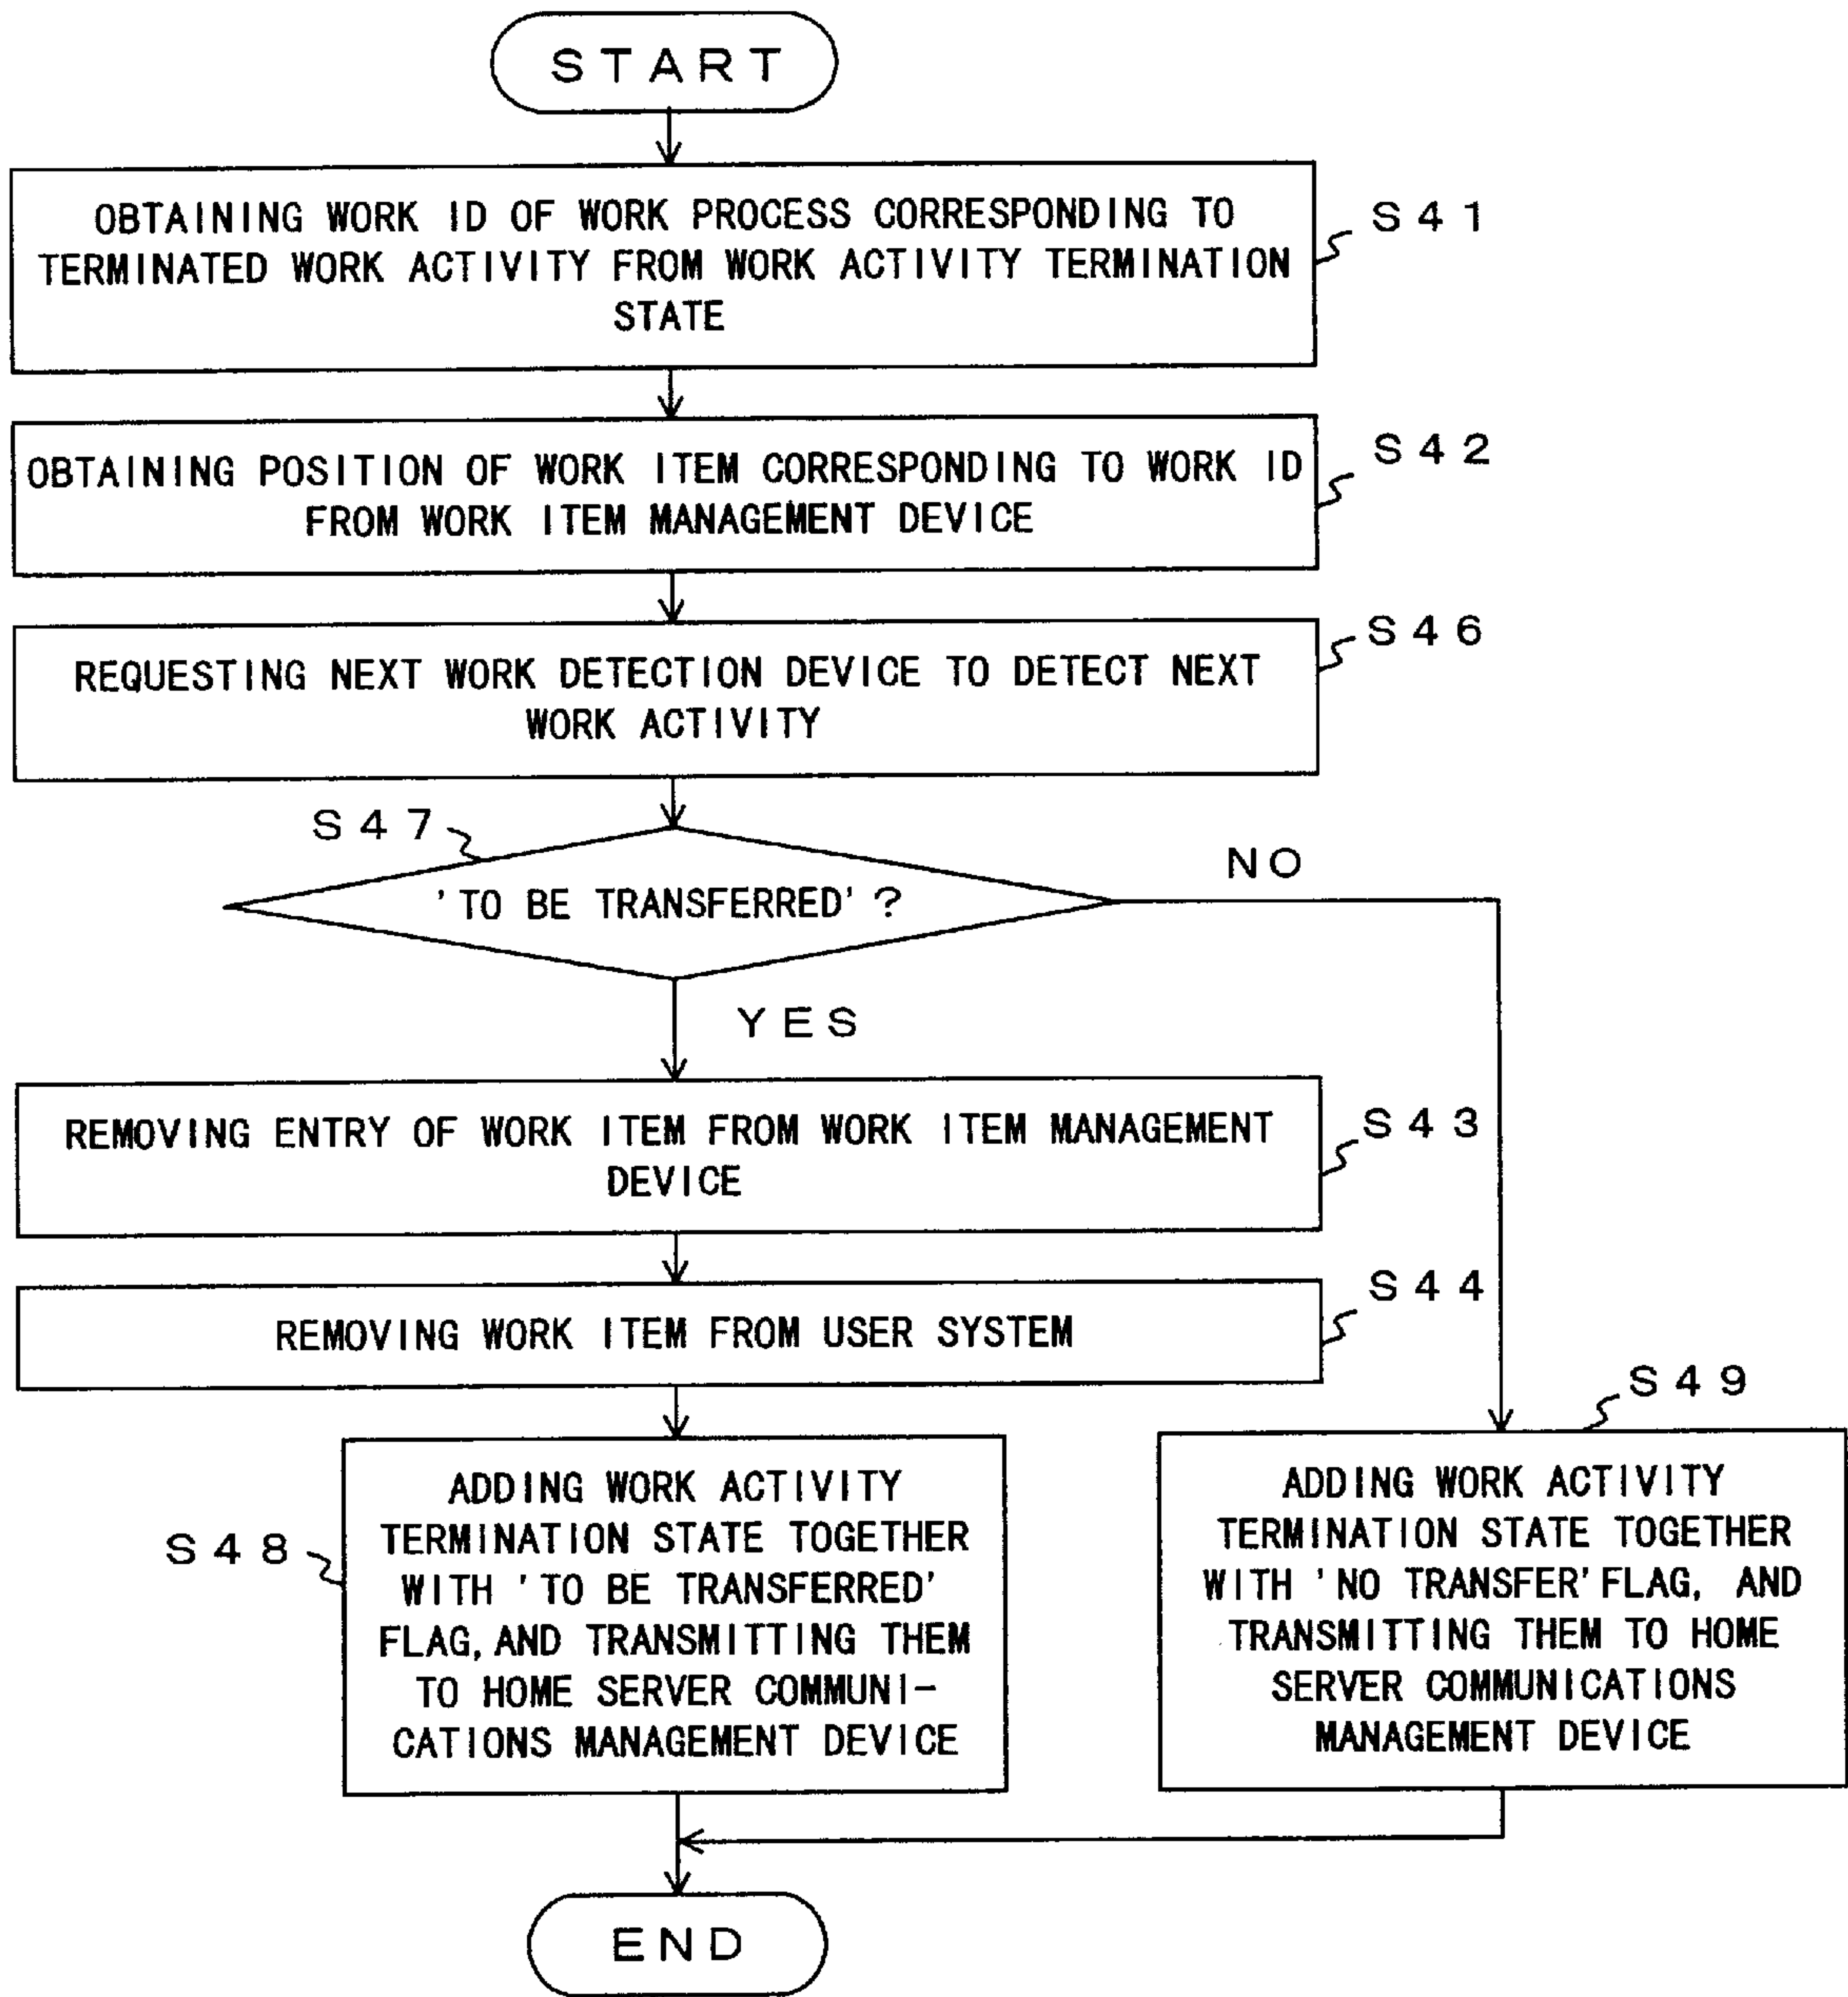 START
OBTAINING WORK ID OF WORK PROCESS CORRESPONDING TO
TERMINATED WORK ACTIVITY FROM WORK ACTIVITY TERMINATION
STATE
S41
OBTAINING POSITION OF WORK ITEM CORRESPONDING TO WORK ID
FROM WORK ITEM MANAGEMENT DEVICE
S42
REQUESTING NEXT WORK DETECTION DEVICE TO DETECT NEXT
WORK ACTIVITY
S46
S47
'TO BE TRANSFERRED'?
NO
YES
REMOVING ENTRY OF WORK ITEM FROM WORK ITEM MANAGEMENT
DEVICE
S43
REMOVING WORK ITEM FROM USER SYSTEM
S44
S48
ADDING WORK ACTIVITY
TERMINATION STATE TOGETHER
WITH 'TO BE TRANSFERRED'
FLAG, AND TRANSMITTING THEM
TO HOME SERVER COMMUNI-
CATIONS MANAGEMENT DEVICE
S49
ADDING WORK ACTIVITY
TERMINATION STATE TOGETHER
WITH 'NO TRANSFER' FLAG, AND
TRANSMITTING THEM TO HOME
SERVER COMMUNICATIONS
MANAGEMENT DEVICE
END